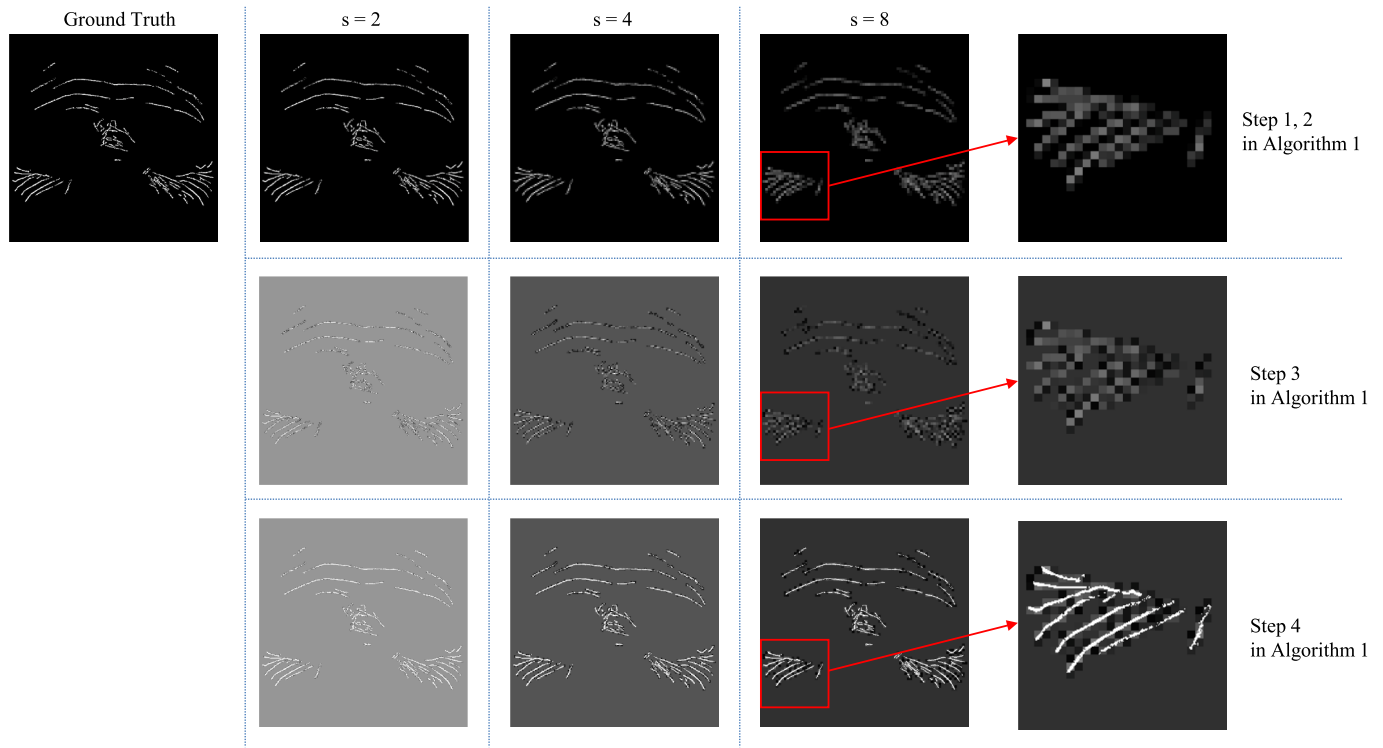 Ground Truth
s = 2
s = 4
s = 8
Step 1, 2
in Algorithm 1
Step 3
in Algorithm 1
Step 4
in Algorithm 1